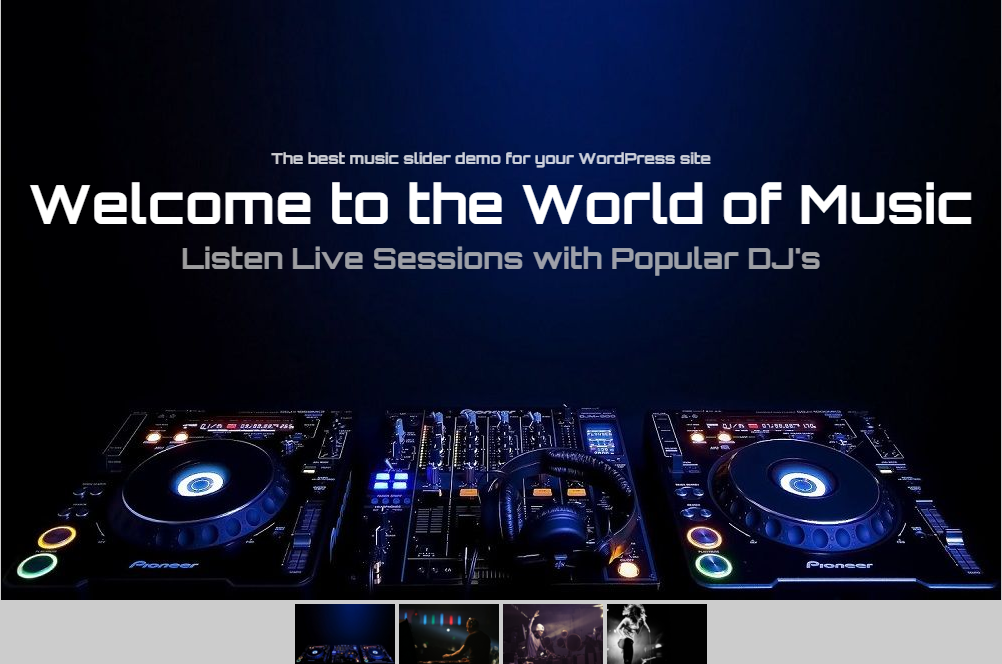 The best music slider demo for your WordPress site
Welcome to the World of Music
Listen Live Sessions with Popular DJ's
Pioneer
Pioneer